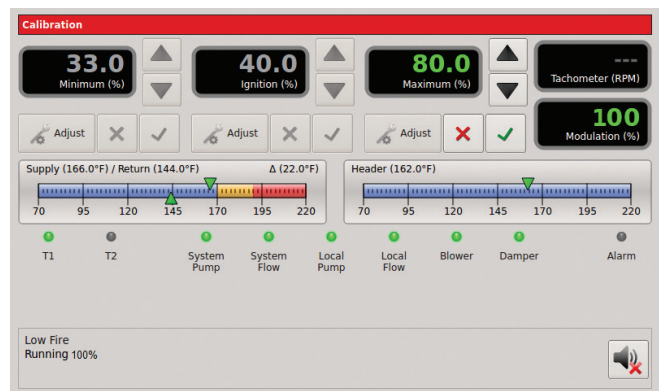 Calibration
33.0
Minimum (%)
40.0
Ignition (%)
80.0
Maximum (%)
---
Tachometer (RPM)
Adjust
Adjust
Adjust
100
Modulation (%)
Supply (166.0°F) / Return (144.0°F) Δ (22.0°F)
70 95 120 145 170 195 220
Header (162.0°F)
70 95 120 145 170 195 220
T1
T2
System
Pump
System
Flow
Local
Pump
Local
Flow
Blower
Damper
Alarm
Low Fire
Running 100%